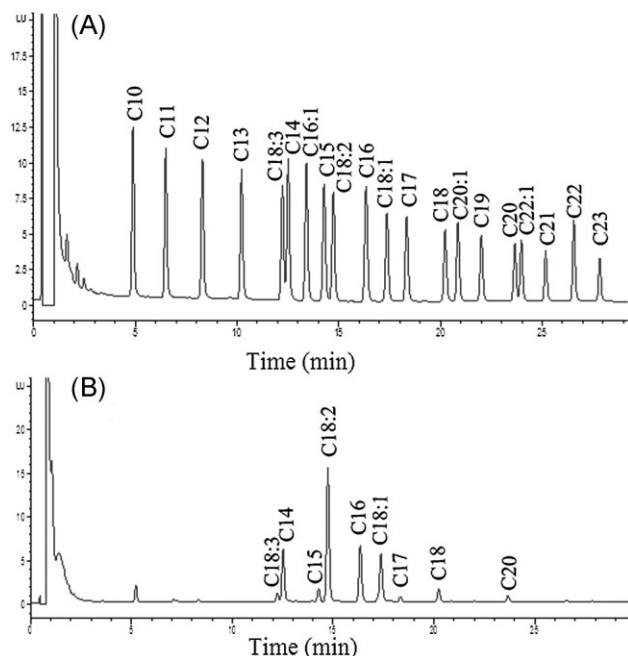 LU
(A)
17.5
15
12.5
10
7.5
5
2.5
0
C10
C11
C12
C13
C18:3
C14
C16:1
C15
C18:2
C16
C18:1
C17
C18
C20:1
C19
C20
C22:1
C21
C22
C23
0 5 10 15 20 25
Time (min)
LU
(B)
20
15
10
5
0
C18:3
C14
C15
C18:2
C16
C18:1
C17
C18
C20
0 5 10 15 20 25
Time (min)